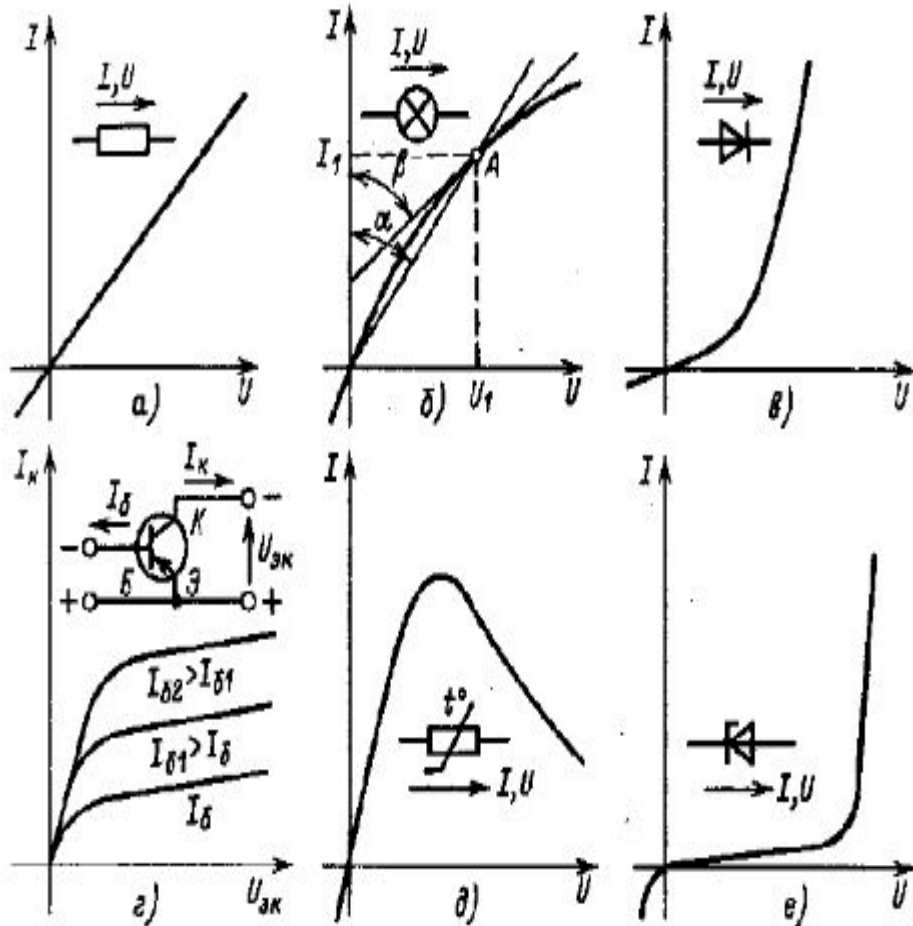 I I I
I,U I,U I,U
I₁ A
β
α
U U₁ U U
а) б) в)
Iк Iк I I
Iб К
− −
Uэк
Б Э
+ +
Iб2>Iб1
Iб1>Iб t°
Iб I,U I,U
Uэк U U
г) д) е)